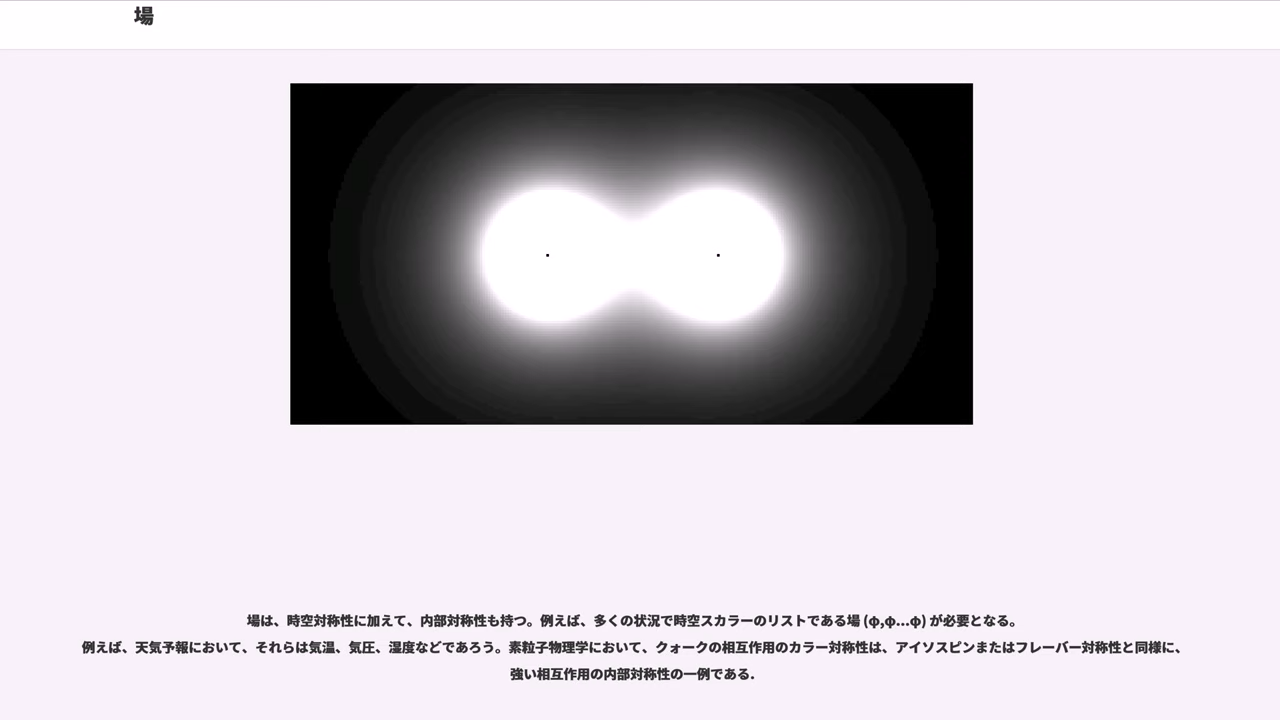 場
場は、時空対称性に加えて、内部対称性も持つ。例えば、多くの状況で時空スカラーのリストである場 (φ,φ...φ) が必要となる。
例えば、天気予報において、それらは気温、気圧、湿度などであろう。素粒子物理学において、クォークの相互作用のカラー対称性は、アイソスピンまたはフレーバー対称性と同様に、
強い相互作用の内部対称性の一例である.